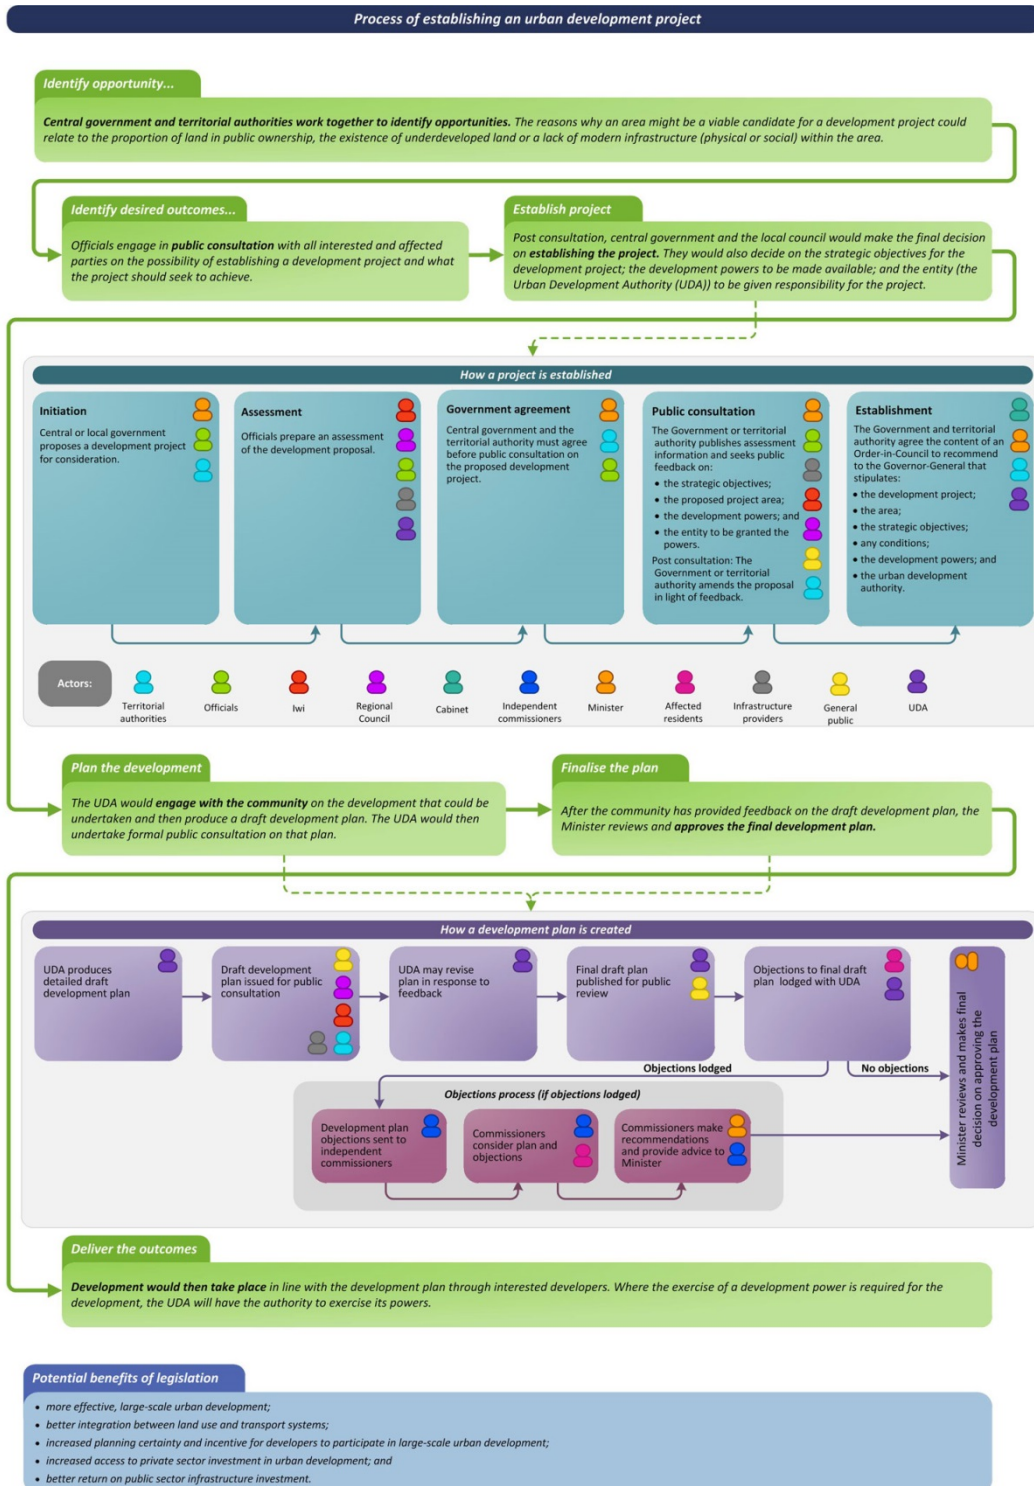 Process of establishing an urban development project
Identify opportunity...
Central government and territorial authorities work together to identify opportunities. The reasons why an area might be a viable candidate for a development project could
relate to the proportion of land in public ownership, the existence of underdeveloped land or a lack of modern infrastructure (physical or social) within the area.
Identify desired outcomes...
Officials engage in public consultation with all interested and affected
parties on the possibility of establishing a development project and what
the project should seek to achieve.
Establish project
Post consultation, central government and the local council would make the final decision
on establishing the project. They would also decide on the strategic objectives for the
development project; the development powers to be made available; and the entity (the
Urban Development Authority (UDA)) to be given responsibility for the project.
How a project is established
Initiation
Central or local government
proposes a development project
for consideration.
Assessment
Officials prepare an assessment
of the development proposal.
Government agreement
Central government and the
territorial authority must agree
before public consultation on
the proposed development
project.
Public consultation
The Government or territorial
authority publishes assessment
information and seeks public
feedback on:
• the strategic objectives;
• the proposed project area;
• the development powers; and
• the entity to be granted the
powers.
Post consultation: The
Government or territorial
authority amends the proposal
in light of feedback.
Establishment
The Government and territorial
authority agree the content of an
Order-in-Council to recommend
to the Governor-General that
stipulates:
• the development project;
• the area;
• the strategic objectives;
• any conditions;
• the development powers; and
• the urban development
authority.
Actors:
Territorial
authorities
Officials
Iwi
Regional
Council
Cabinet
Independent
commissioners
Minister
Affected
residents
Infrastructure
providers
General
public
UDA
Plan the development
The UDA would engage with the community on the development that could be
undertaken and then produce a draft development plan. The UDA would then
undertake formal public consultation on that plan.
Finalise the plan
After the community has provided feedback on the draft development plan, the
Minister reviews and approves the final development plan.
How a development plan is created
UDA produces
detailed draft
development plan
Draft development
plan issued for public
consultation
UDA may revise
plan in response to
feedback
Final draft plan
published for public
review
Objections to final draft
plan lodged with UDA
Minister reviews and makes final
decision on approving the
development plan
Objections lodged
No objections
Objections process (if objections lodged)
Development plan
objections sent to
independent
commissioners
Commissioners
consider plan and
objections
Commissioners make
recommendations
and provide advice to
Minister
Deliver the outcomes
Development would then take place in line with the development plan through interested developers. Where the exercise of a development power is required for the
development, the UDA will have the authority to exercise its powers.
Potential benefits of legislation
• more effective, large-scale urban development;
• better integration between land use and transport systems;
• increased planning certainty and incentive for developers to participate in large-scale urban development;
• increased access to private sector investment in urban development; and
• better return on public sector infrastructure investment.